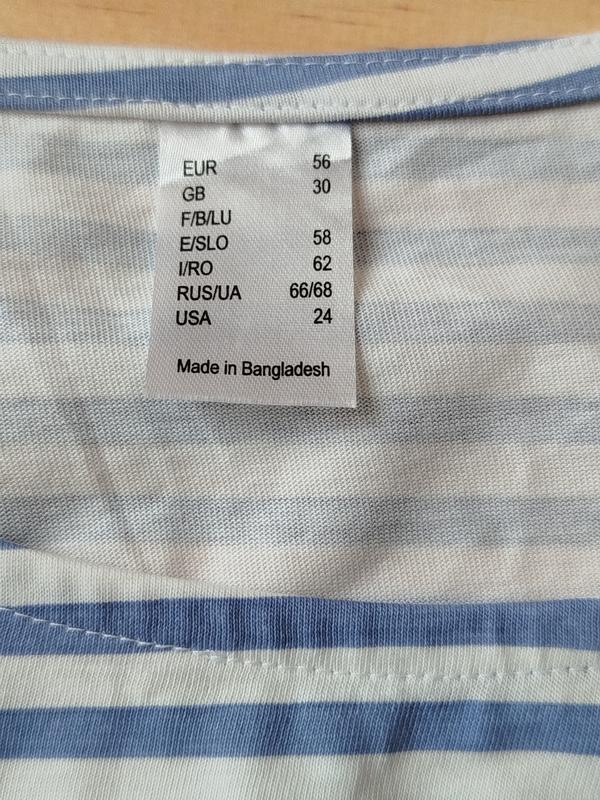 EUR 56
GB 30
F/B/LU
E/SLO 58
I/RO 62
RUS/UA 66/68
USA 24
Made in Bangladesh